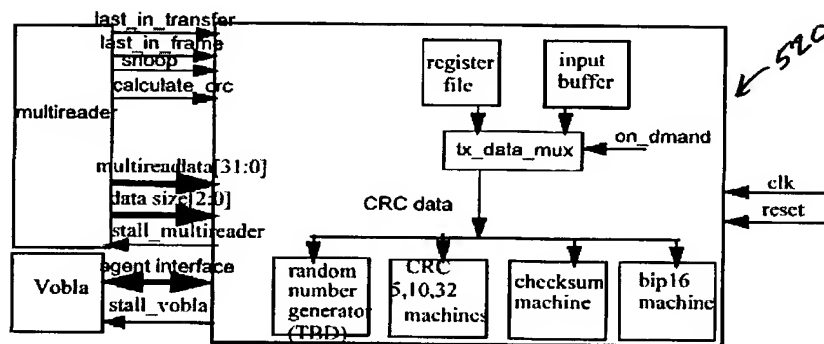 last_in_transfer
last_in_frame
snoop
calculate_crc
multireader
multireadata[31:0]
data size[2:0]
stall_multireader
agent interface
Vobla
stall_vobla
register
file
input
buffer
tx_data_mux
on_dmand
CRC data
random
number
generator
(TBD)
CRC
5,10,32
machines
checksum
machine
bip16
machine
clk
reset
520